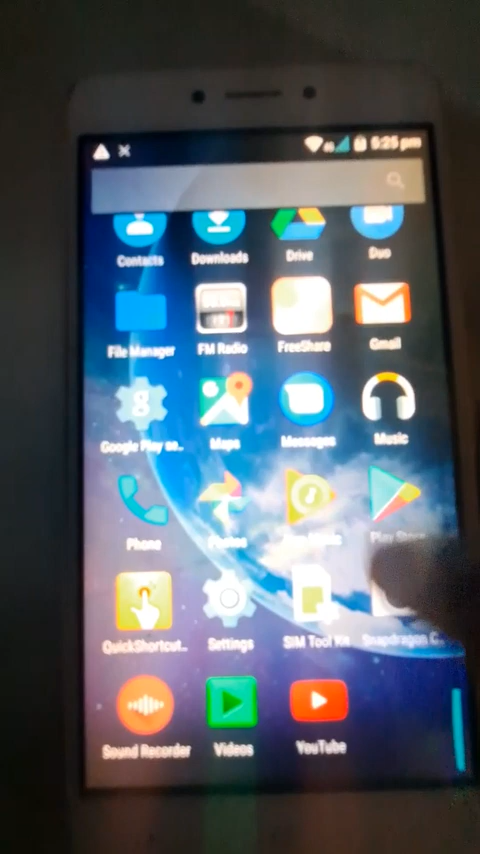 4G 5:25 pm
Contacts Downloads Drive Duo
File Manager FM Radio FreeShare Gmail
Google Play se.. Maps Messages Music
Phone Photos Music Play Store
QuickShortcut.. Settings SIM Tool Kit Snapdragon C..
Sound Recorder Videos YouTube